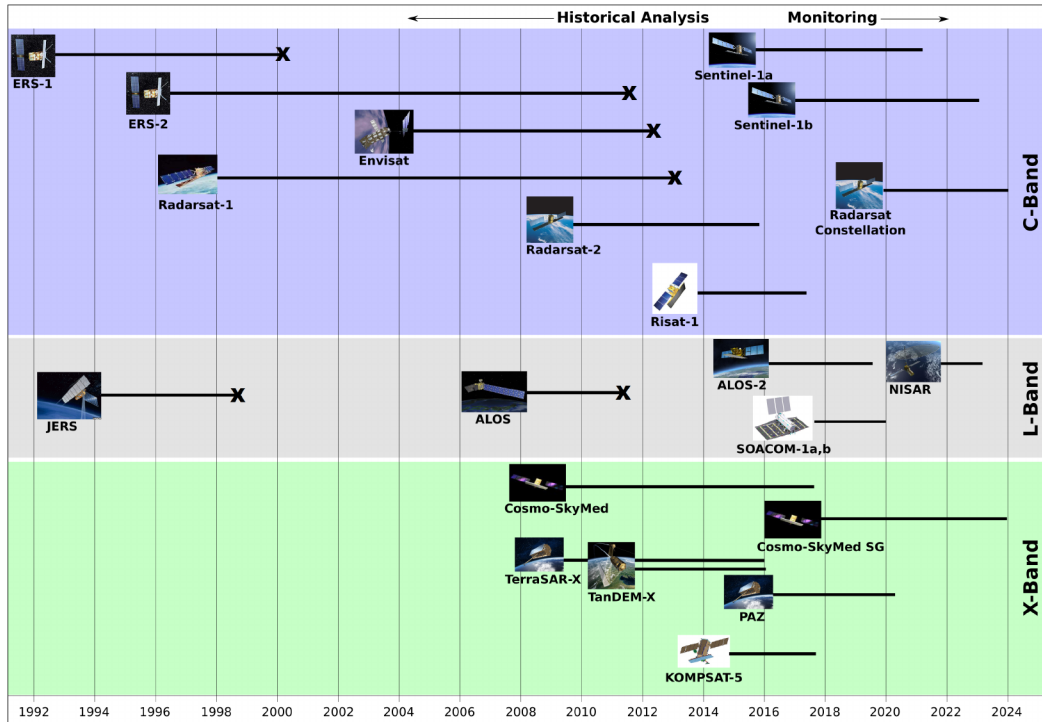 Historical Analysis
Monitoring
ERS-1
X
Sentinel-1a
ERS-2
X
Sentinel-1b
Envisat
X
Radarsat-1
X
Radarsat
Constellation
Radarsat-2
Risat-1
C-Band
JERS
X
ALOS
X
ALOS-2
NISAR
SOACOM-1a,b
L-Band
Cosmo-SkyMed
Cosmo-SkyMed SG
TerraSAR-X
TanDEM-X
PAZ
KOMPSAT-5
X-Band
1992 1994 1996 1998 2000 2002 2004 2006 2008 2010 2012 2014 2016 2018 2020 2022 2024